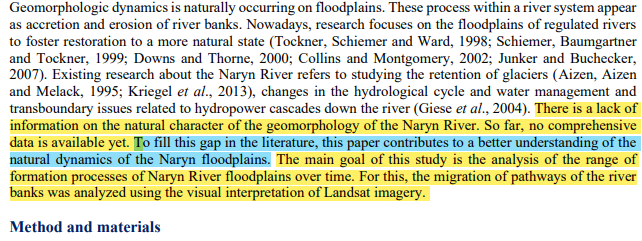 Geomorphologic dynamics is naturally occurring on floodplains. These process within a river system appear
as accretion and erosion of river banks. Nowadays, research focuses on the floodplains of regulated rivers
to foster restoration to a more natural state (Tockner, Schiemer and Ward, 1998; Schiemer, Baumgartner
and Tockner, 1999; Downs and Thorne, 2000; Collins and Montgomery, 2002; Junker and Buchecker,
2007). Existing research about the Naryn River refers to studying the retention of glaciers (Aizen, Aizen
and Melack, 1995; Kriegel et al., 2013), changes in the hydrological cycle and water management and
transboundary issues related to hydropower cascades down the river (Giese et al., 2004). There is a lack of
information on the natural character of the geomorphology of the Naryn River. So far, no comprehensive
data is available yet. To fill this gap in the literature, this paper contributes to a better understanding of the
natural dynamics of the Naryn floodplains. The main goal of this study is the analysis of the range of
formation processes of Naryn River floodplains over time. For this, the migration of pathways of the river
banks was analyzed using the visual interpretation of Landsat imagery.
Method and materials